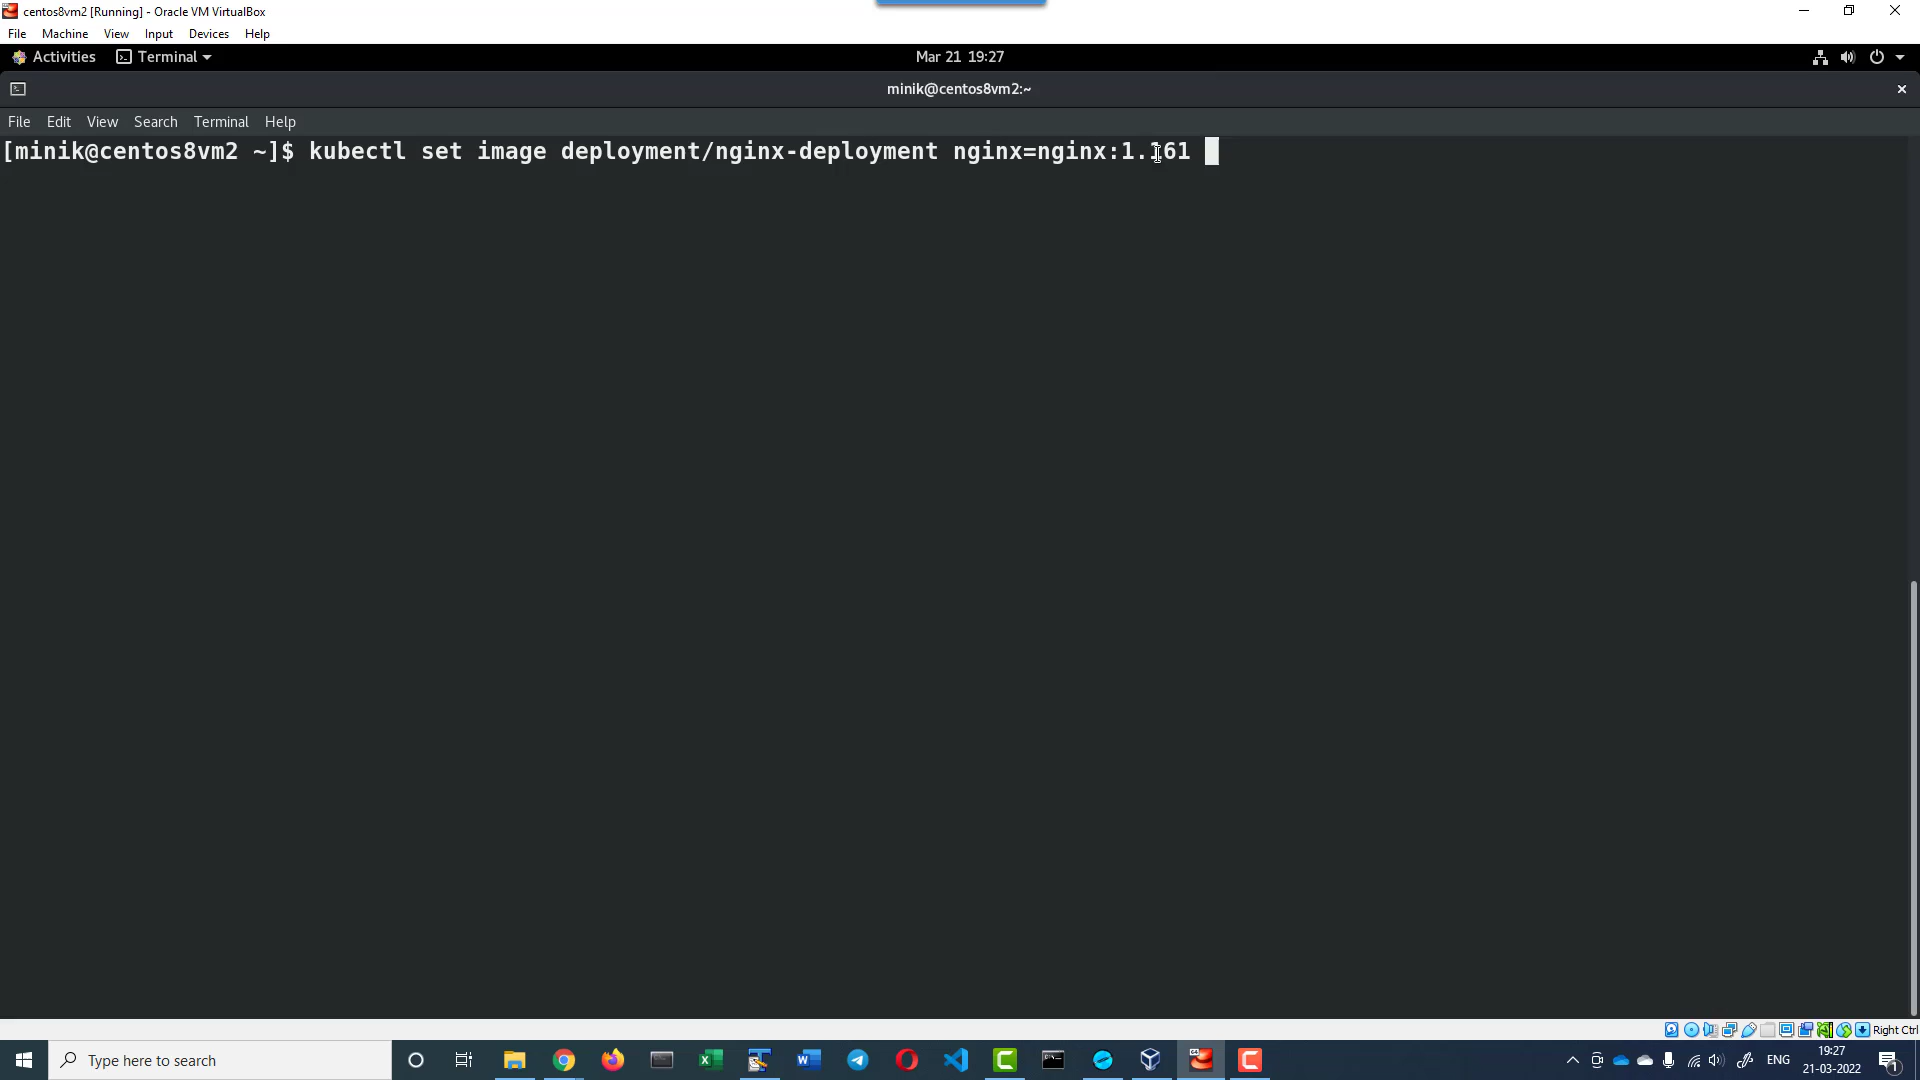 centos8vm2 [Running] - Oracle VM VirtualBox
File Machine View Input Devices Help
Activities Terminal Mar 21 19:27
minik@centos8vm2:~
File Edit View Search Terminal Help
[minik@centos8vm2 ~]$ kubectl set image deployment/nginx-deployment nginx=nginx:1.161
Right Ctrl
Type here to search
ENG
19:27
21-03-2022
1